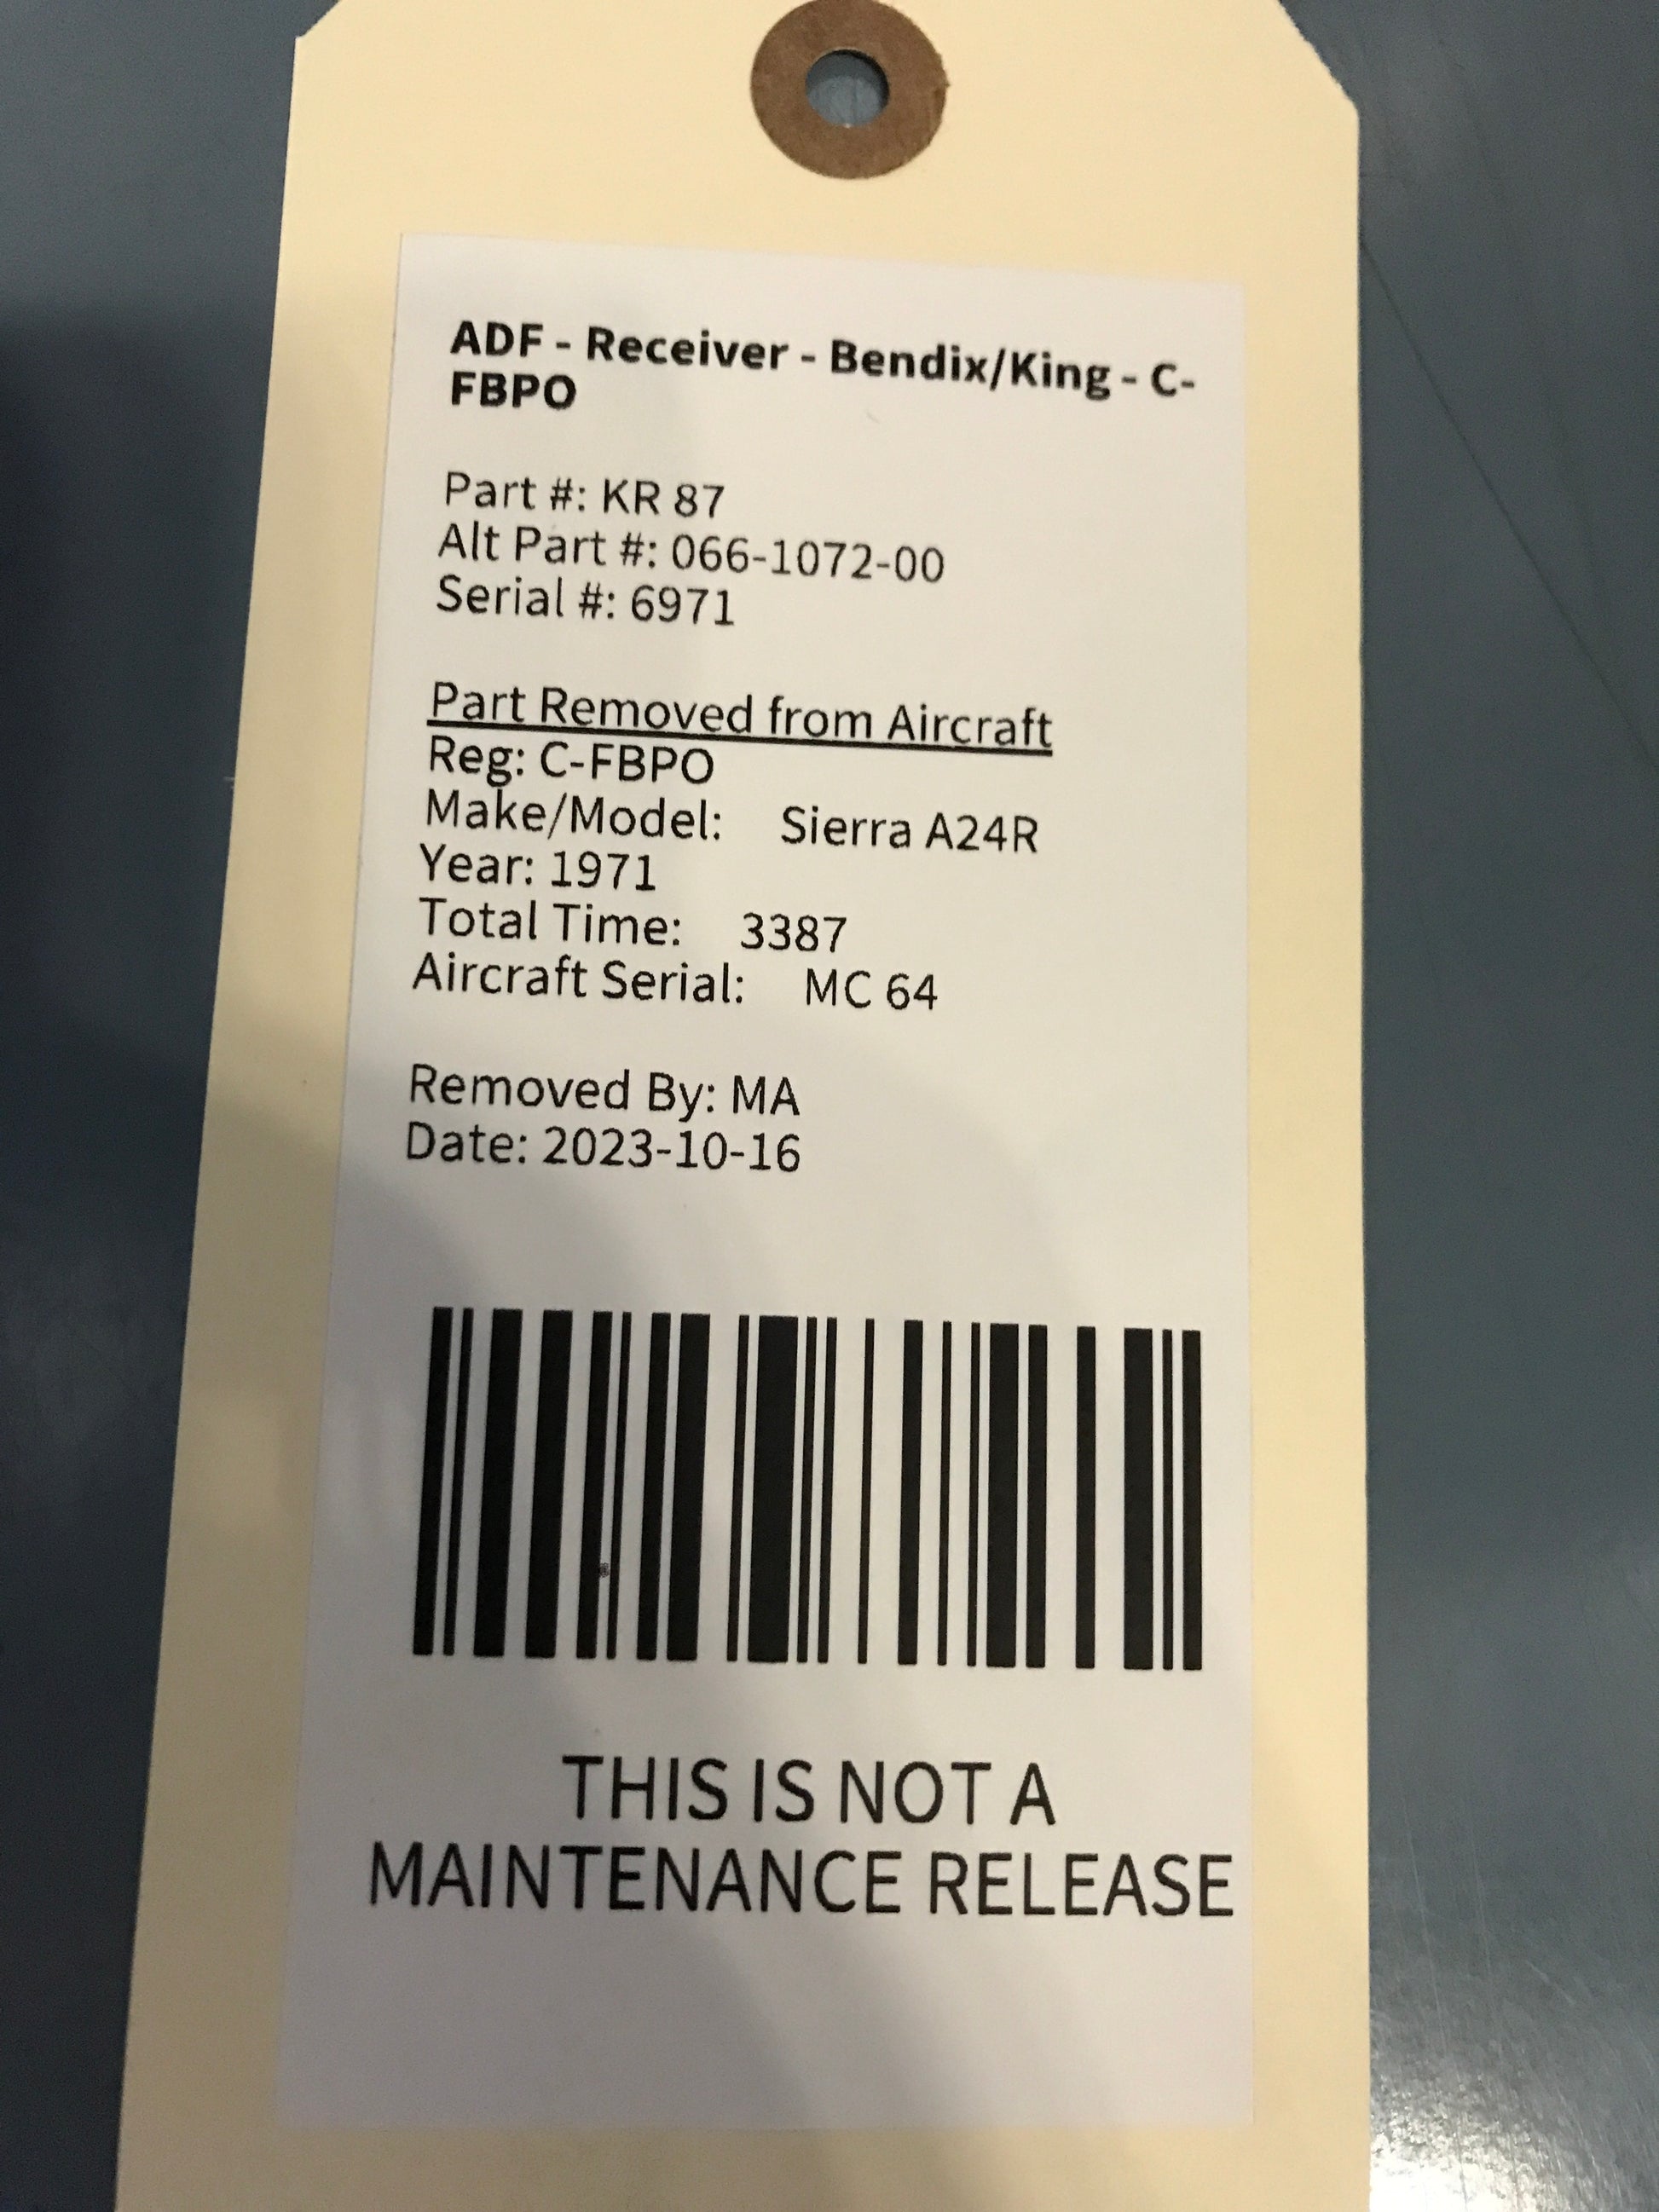 ADF - Receiver - Bendix/King - C-
FBPO
Part #: KR 87
Alt Part #: 066-1072-00
Serial #: 6971
Part Removed from Aircraft
Reg: C-FBPO
Make/Model: Sierra A24R
Year: 1971
Total Time: 3387
Aircraft Serial: MC 64
Removed By: MA
Date: 2023-10-16
THIS IS NOT A
MAINTENANCE RELEASE